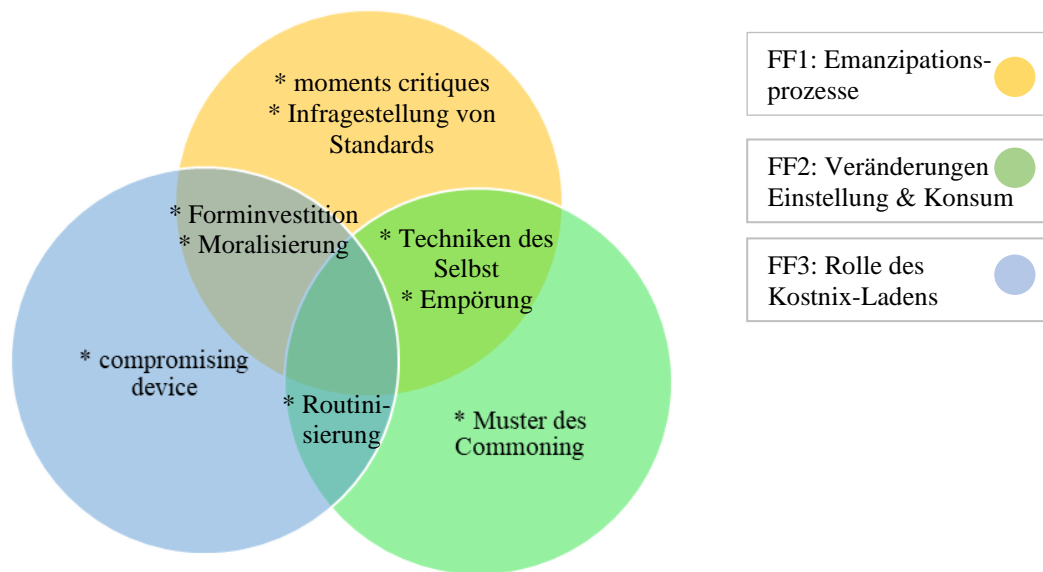 * moments critiques
* Infragestellung von
Standards
* Forminvestition
* Moralisierung
* Techniken des
Selbst
* Empörung
* compromising
device
* Routini-
sierung
* Muster des
Commoning
FF1: Emanzipations-
prozesse
FF2: Veränderungen
Einstellung & Konsum
FF3: Rolle des
Kostnix-Ladens